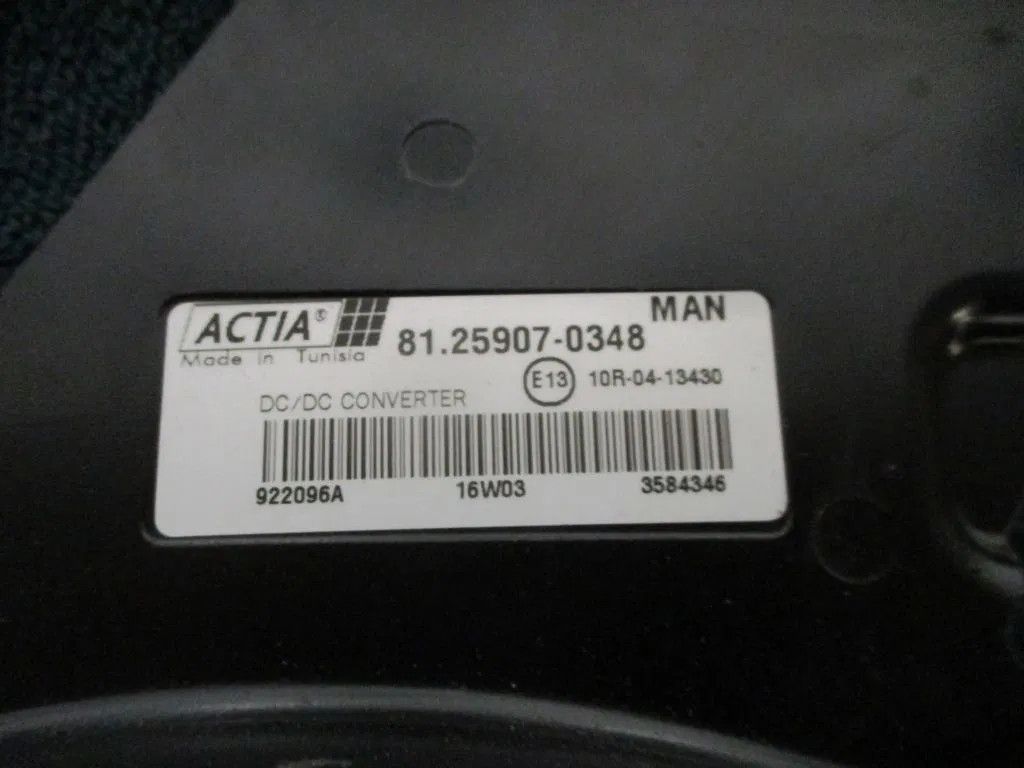 ACTIA®
Made in Tunisia
MAN
81.25907-0348
E13 10R-04-13430
DC/DC CONVERTER
922096A 16W03 3584346